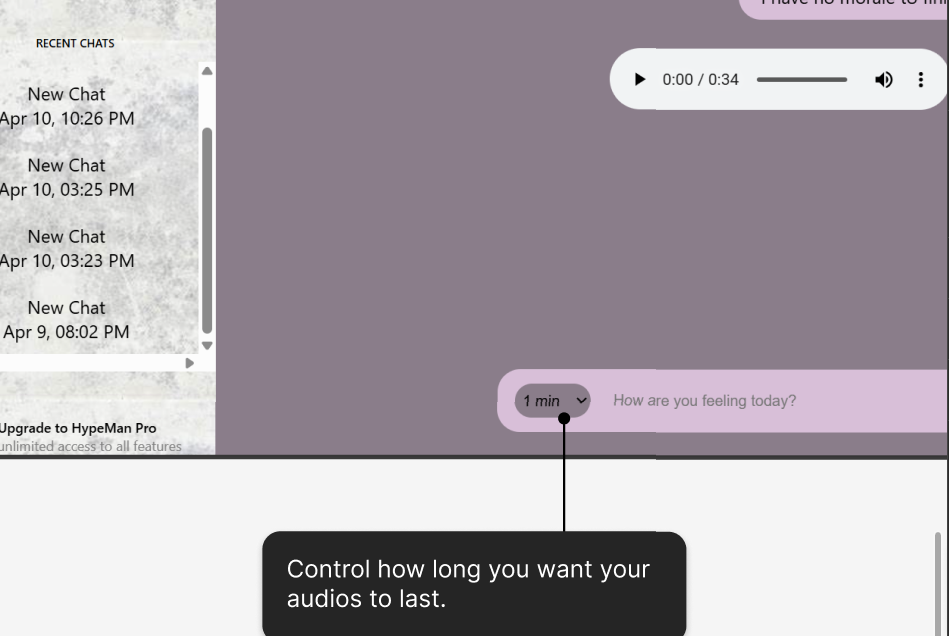 I have no morale to
RECENT CHATS
New Chat
Apr 10, 10:26 PM
New Chat
Apr 10, 03:25 PM
New Chat
Apr 10, 03:23 PM
New Chat
Apr 9, 08:02 PM
Upgrade to HypeMan Pro
unlimited access to all features
0:00 / 0:34
1 min
How are you feeling today?
Control how long you want your
audios to last.